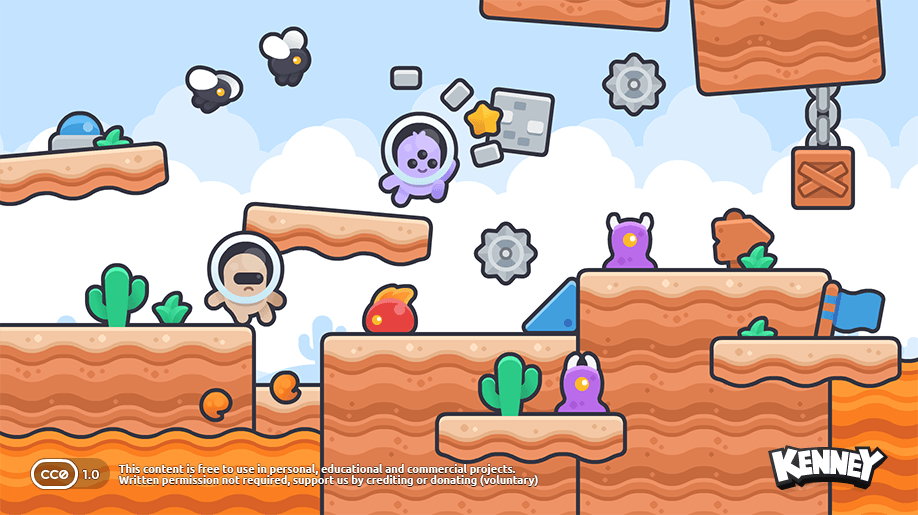 CC0 1.0
This content is free to use in personal, educational and commercial projects.
Written permission not required, support us by crediting or donating (voluntary)
KENNEY